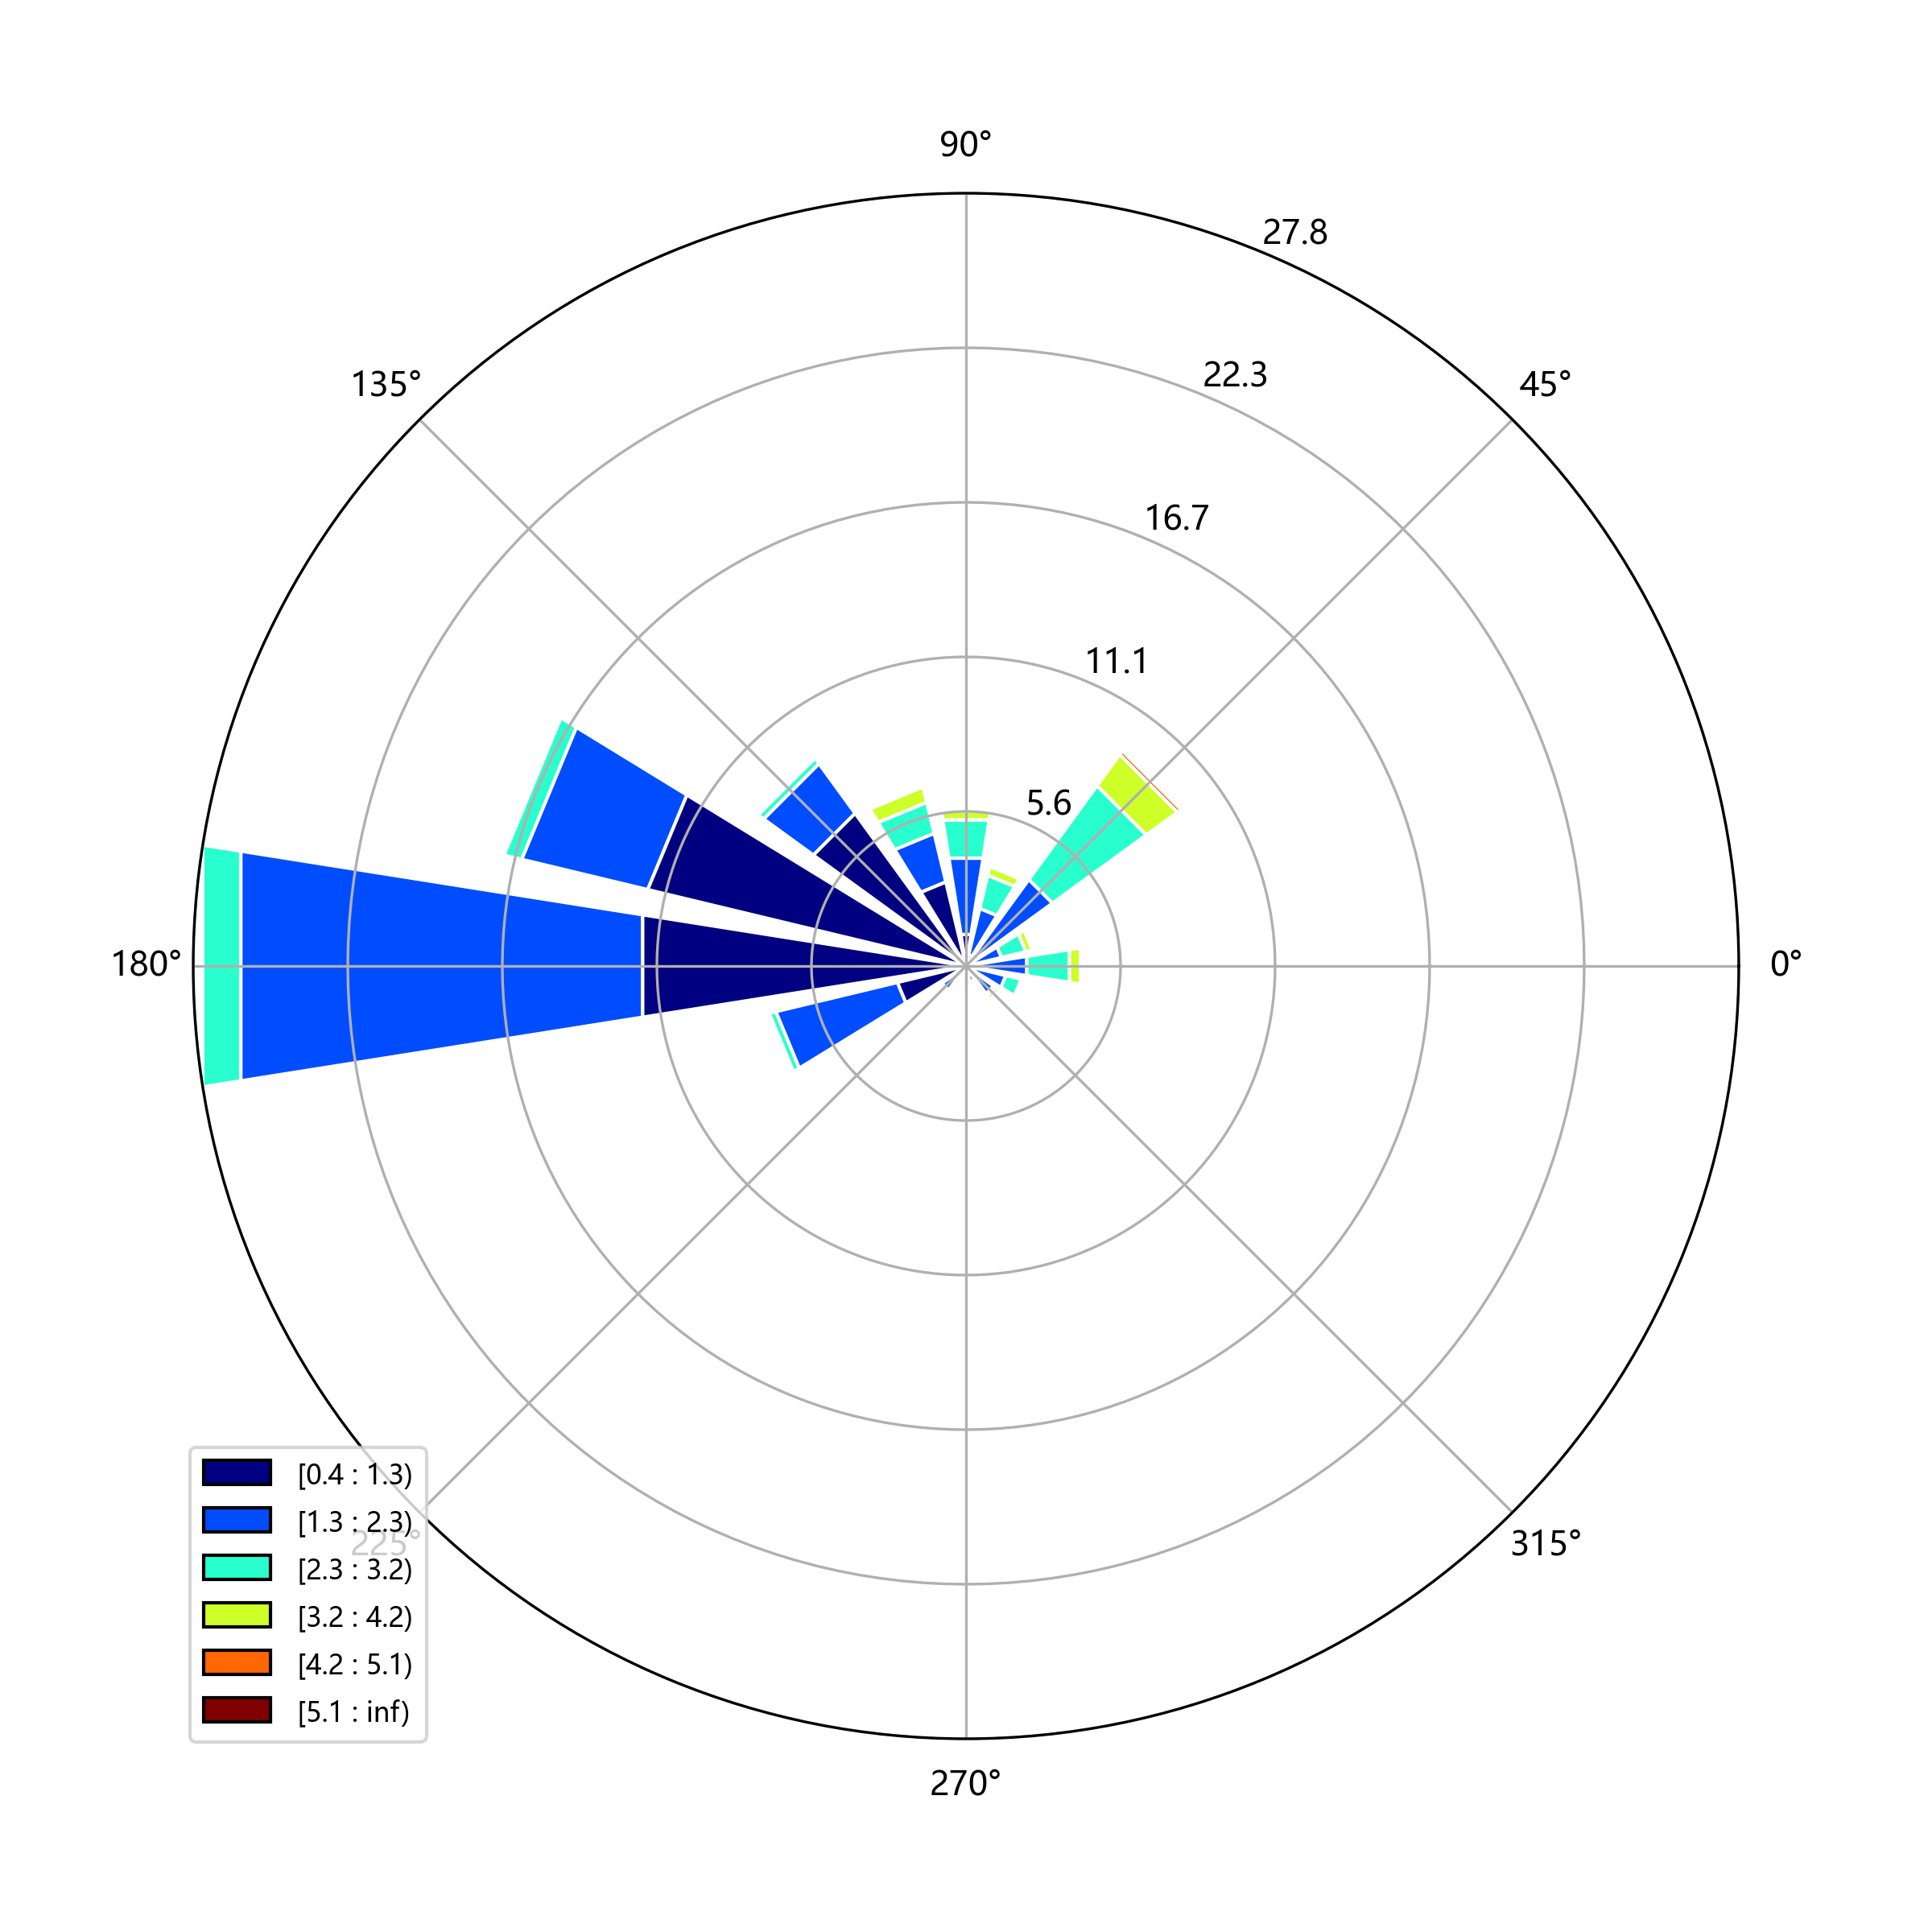 90°
27.8
22.3
135°
45°
16.7
11.1
5.6
180°
0°
[0.4 : 1.3)
[1.3 : 2.3)
225°
315°
[2.3 : 3.2)
[3.2 : 4.2)
[4.2 : 5.1)
[5.1 : inf)
270°